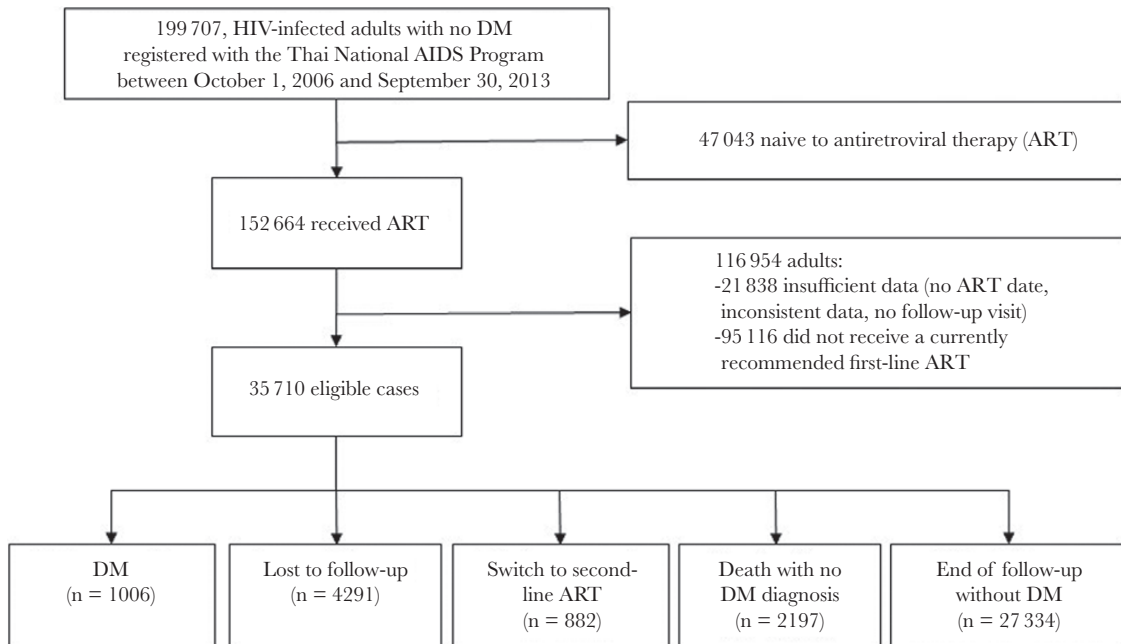 199 707, HIV-infected adults with no DM
registered with the Thai National AIDS Program
between October 1, 2006 and September 30, 2013
47 043 naive to antiretroviral therapy (ART)
152 664 received ART
116 954 adults:
-21 838 insufficient data (no ART date,
inconsistent data, no follow-up visit)
-95 116 did not receive a currently
recommended first-line ART
35 710 eligible cases
DM
(n = 1006)
Lost to follow-up
(n = 4291)
Switch to second-
line ART
(n = 882)
Death with no
DM diagnosis
(n = 2197)
End of follow-up
without DM
(n = 27 334)